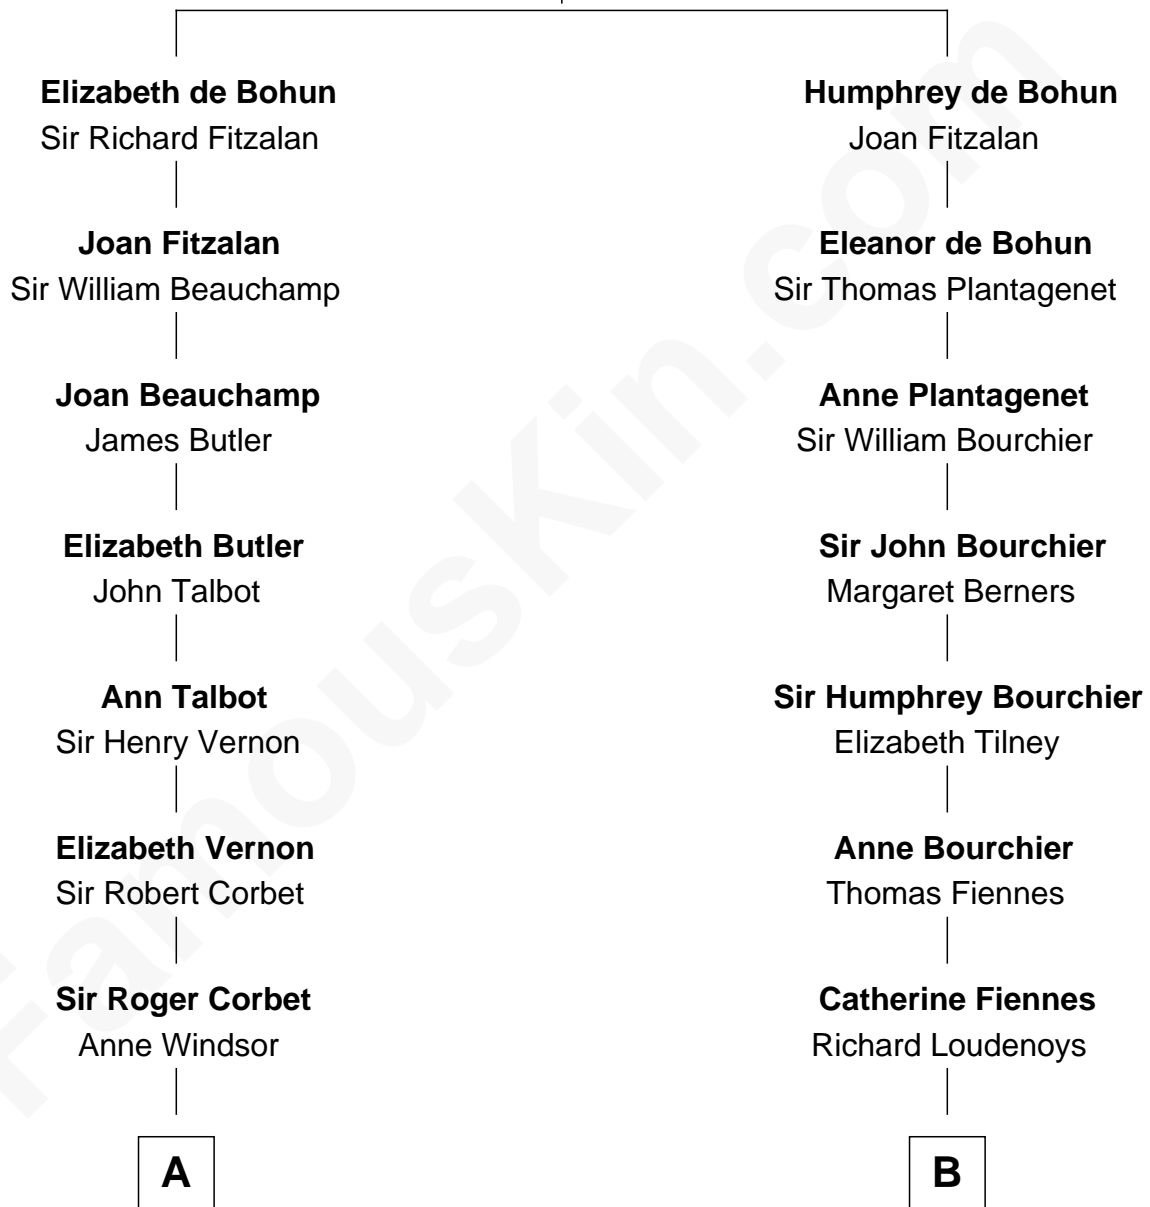 Elizabeth de Bohun
Sir Richard Fitzalan
Humphrey de Bohun
Joan Fitzalan
Joan Fitzalan
Sir William Beauchamp
Eleanor de Bohun
Sir Thomas Plantagenet
Joan Beauchamp
James Butler
Anne Plantagenet
Sir William Bourchier
Elizabeth Butler
John Talbot
Sir John Bourchier
Margaret Berners
Ann Talbot
Sir Henry Vernon
Sir Humphrey Bourchier
Elizabeth Tilney
Elizabeth Vernon
Sir Robert Corbet
Anne Bourchier
Thomas Fiennes
Sir Roger Corbet
Anne Windsor
Catherine Fiennes
Richard Loudenoys
A
B
FamousKin.com